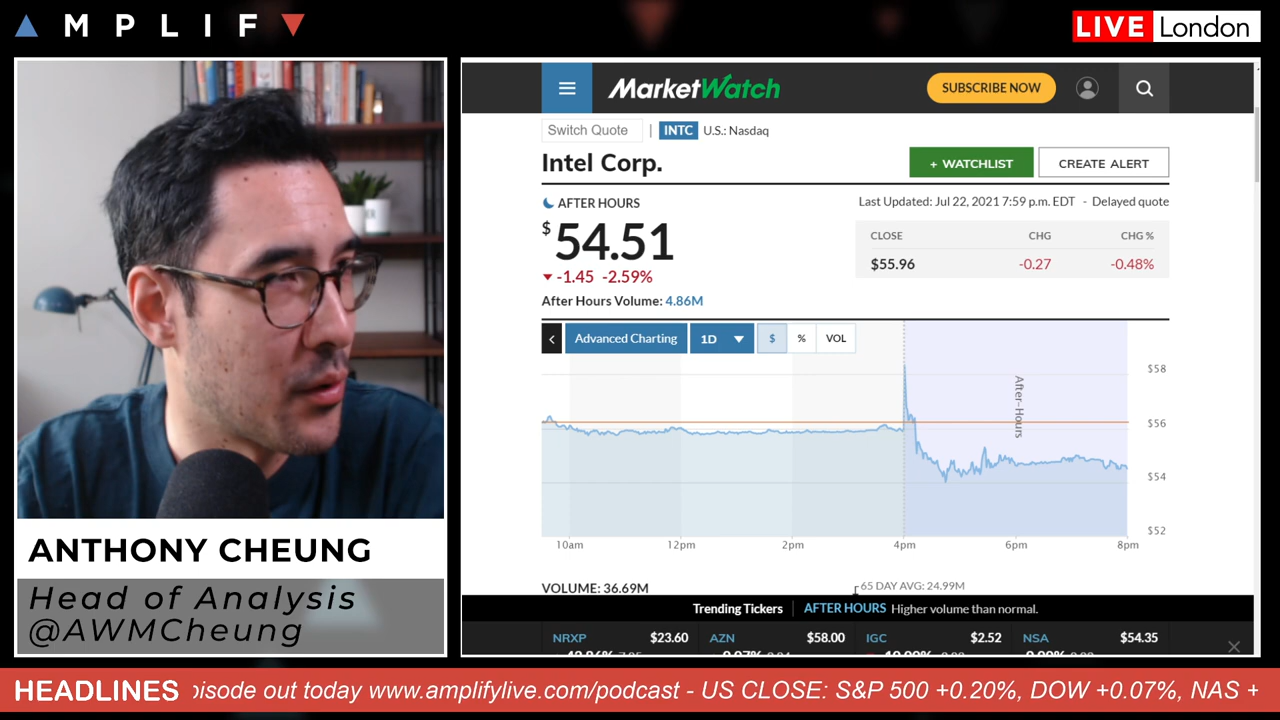 AMPLIFY
LIVE London
MarketWatch
SUBSCRIBE NOW
Switch Quote | INTC U.S.: Nasdaq
Intel Corp.
+ WATCHLIST
CREATE ALERT
AFTER HOURS
Last Updated: Jul 22, 2021 7:59 p.m. EDT - Delayed quote
$54.51
-1.45 -2.59%
After Hours Volume: 4.86M
CLOSE CHG CHG %
$55.96 -0.27 -0.48%
Advanced Charting 1D $ % VOL
$58
$56
$54
$52
After-Hours
10am 12pm 2pm 4pm 6pm 8pm
VOLUME: 36.69M
65 DAY AVG: 24.99M
Trending Tickers | AFTER HOURS Higher volume than normal.
NRXP $23.60 AZN $58.00 IGC $2.52 NSA $54.35
ANTHONY CHEUNG
Head of Analysis
@AWMCheung
HEADLINES
pisode out today www.amplifylive.com/podcast - US CLOSE: S&P 500 +0.20%, DOW +0.07%, NAS +